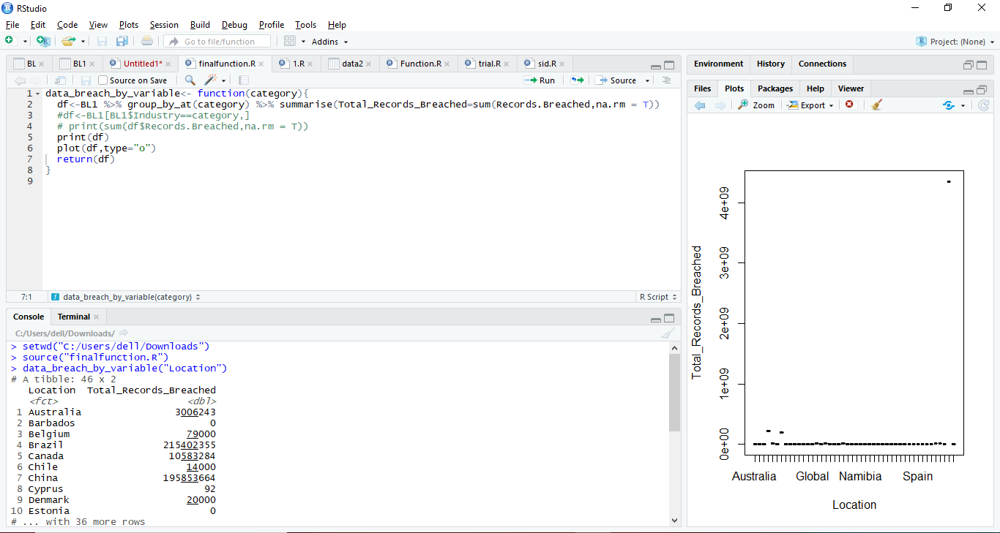 RStudio
File Edit Code View Plots Session Build Debug Profile Tools Help
Go to file/function Addins Project: (None)
BL BL1 Untitled1* finalfunction.R 1.R data2 Function.R trial.R sid.R
Source on Save Run Source
1 data_breach_by_variable<- function(category){
2 df<-BL1 %>% group_by_at(category) %>% summarise(Total_Records_Breached=sum(Records.Breached,na.rm = T))
3 #df<-BL1[BL1$Industry==category,]
4 # print(sum(df$Records.Breached,na.rm = T))
5 print(df)
6 plot(df,type="o")
7 return(df)
8 }
9
7:1 data_breach_by_variable(category) R Script
Console Terminal
C:/Users/dell/Downloads/
> setwd("C:/Users/dell/Downloads")
> source("finalfunction.R")
> data_breach_by_variable("Location")
# A tibble: 46 x 2
Location Total_Records_Breached
<fct> <dbl>
1 Australia 3006243
2 Barbados 0
3 Belgium 79000
4 Brazil 215402355
5 Canada 10583284
6 Chile 14000
7 China 195853664
8 Cyprus 92
9 Denmark 20000
10 Estonia 0
# ... with 36 more rows
Environment History Connections
Files Plots Packages Help Viewer
Zoom Export
Total_Records_Breached
4e+09
3e+09
2e+09
1e+09
0e+00
Australia Global Namibia Spain
Location